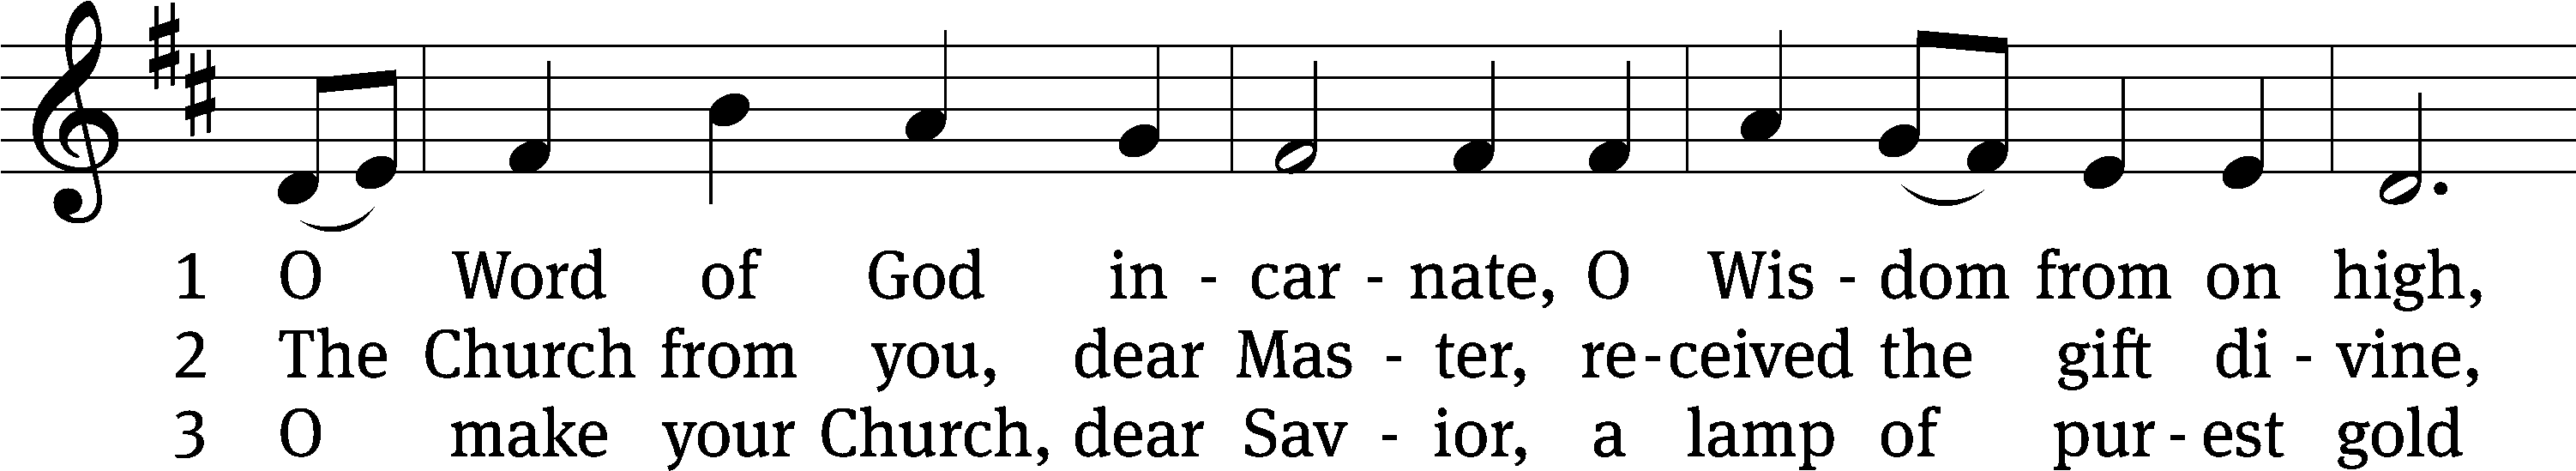 1 O Word of God in - car - nate, O Wis - dom from on high,
2 The Church from you, dear Mas - ter, re - ceived the gift di - vine,
3 O make your Church, dear Sav - ior, a lamp of pur - est gold